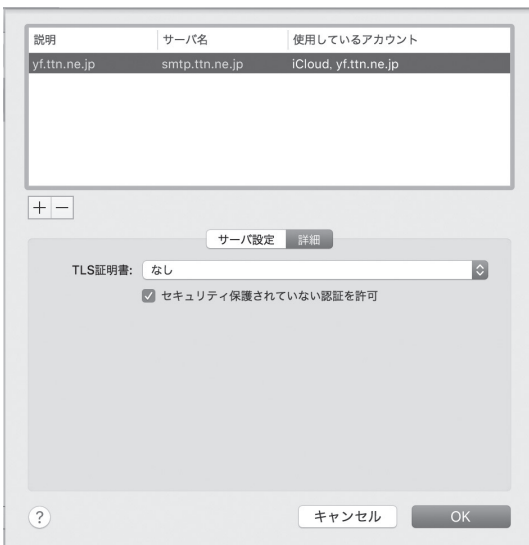 説明 サーバ名 使用しているアカウント
yf.ttn.ne.jp smtp.ttn.ne.jp iCloud, yf.ttn.ne.jp
+ −
サーバ設定 詳細
TLS証明書: なし
セキュリティ保護されていない認証を許可
? キャンセル OK